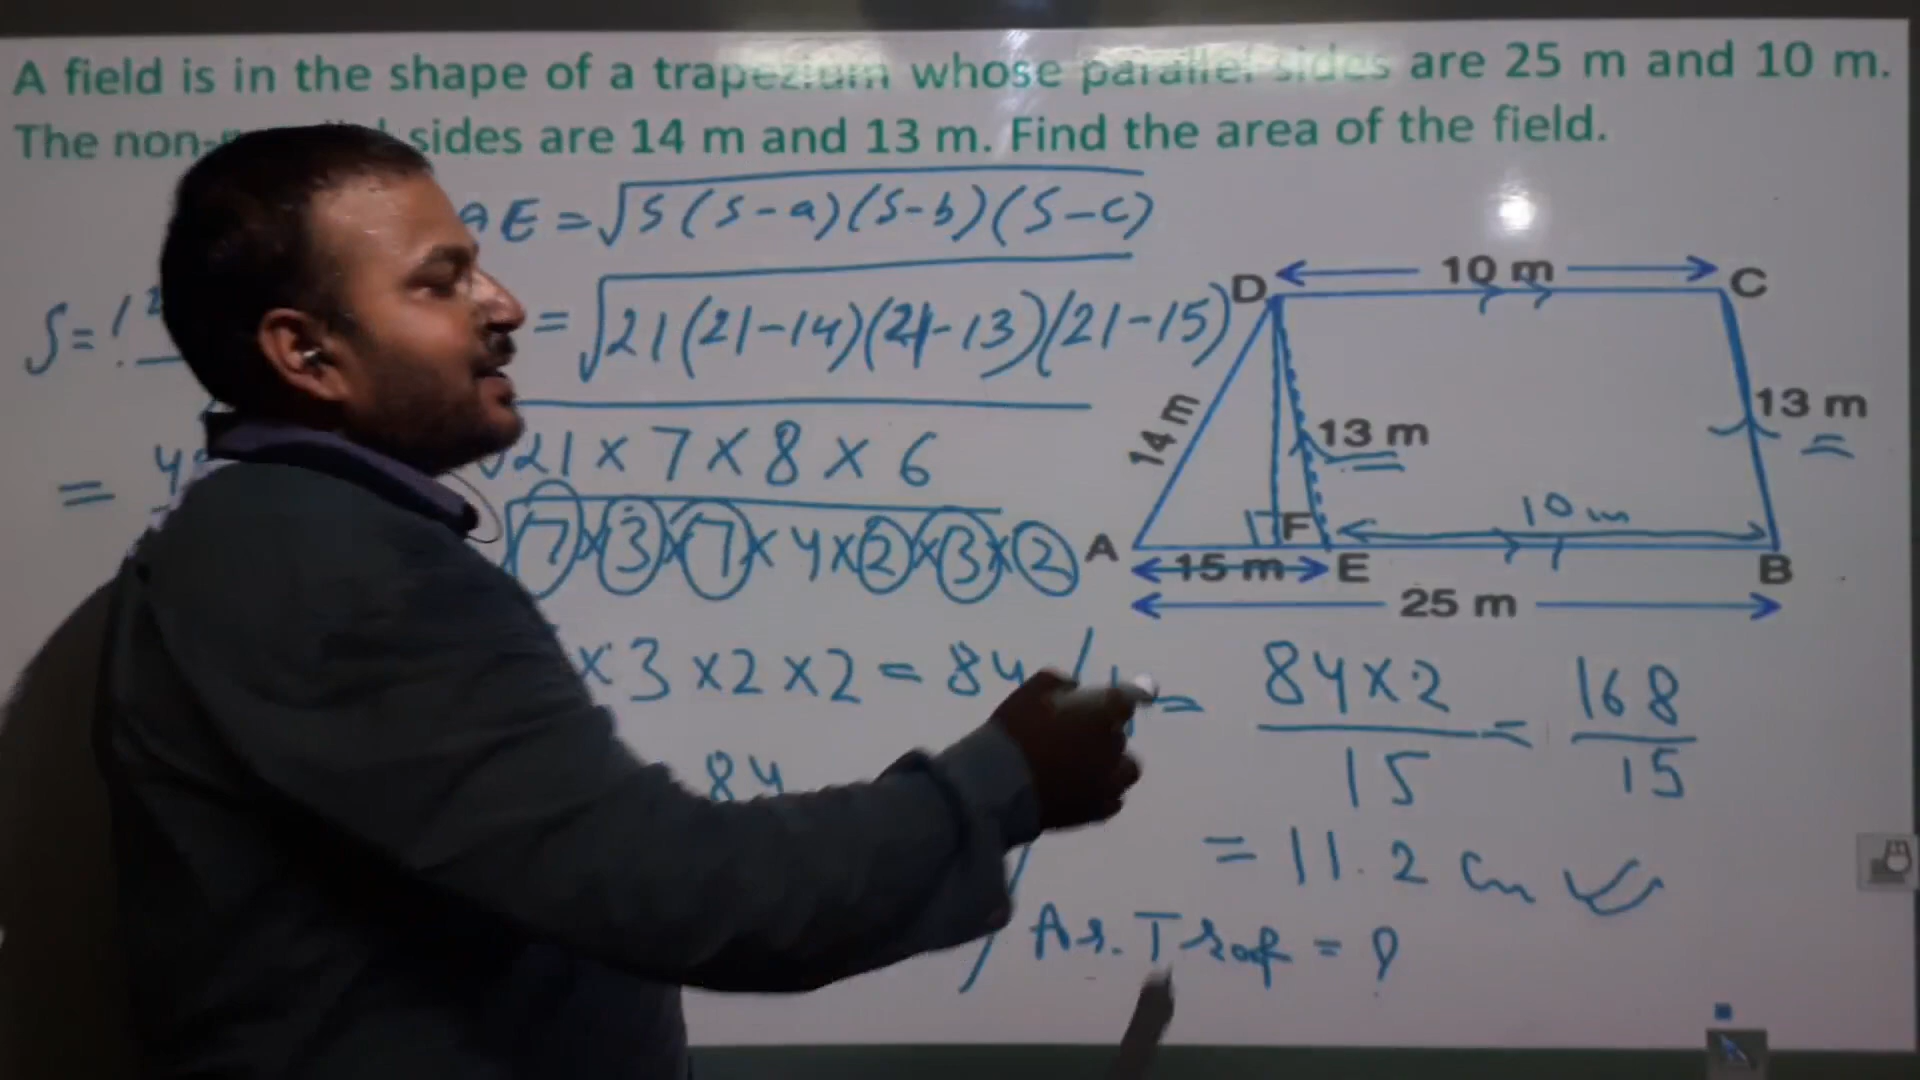 A field is in the shape of a trapezium whose parallel sides are 25 m and 10 m.
The non- sides are 14 m and 13 m. Find the area of the field.
E = √S(S-a)(S-b)(S-c)
S =
= √21(21-14)(21-13)(21-15)
=
√21 × 7 × 8 × 6
√7 × 3 × 7 × 4 × 2 × 3 × 2
× 3 × 2 × 2 = 84
84
D
10 m
C
14 m
13 m
13 m
10 m
A
F
15 m
E
B
25 m
= 84×2/15 = 168/15
= 11.2 cm
Ar. Trap = ?